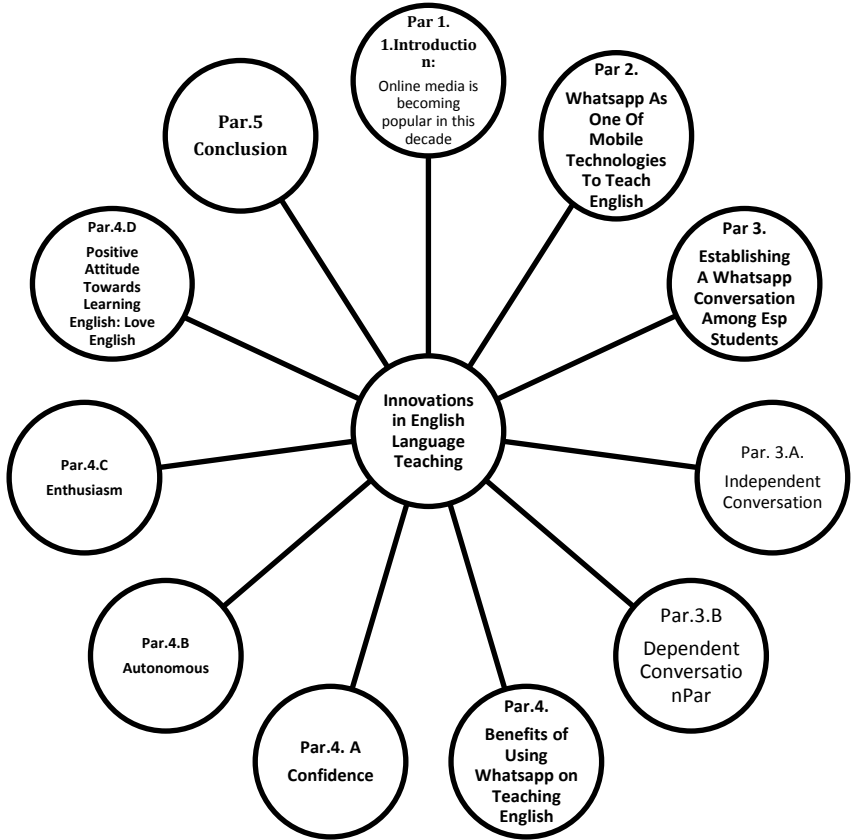 Par 1.
1.Introductio
n:
Online media is
becoming
popular in this
decade
Par 2.
Whatsapp As
One Of
Mobile
Technologies
To Teach
English
Par 3.
Establishing
A Whatsapp
Conversation
Among Esp
Students
Par. 3.A.
Independent
Conversation
Par.3.B
Dependent
Conversatio
nPar
Par.4.
Benefits of
Using
Whatsapp on
Teaching
English
Par.4. A
Confidence
Par.4.B
Autonomous
Par.4.C
Enthusiasm
Par.4.D
Positive
Attitude
Towards
Learning
English: Love
English
Par.5
Conclusion
Innovations
in English
Language
Teaching